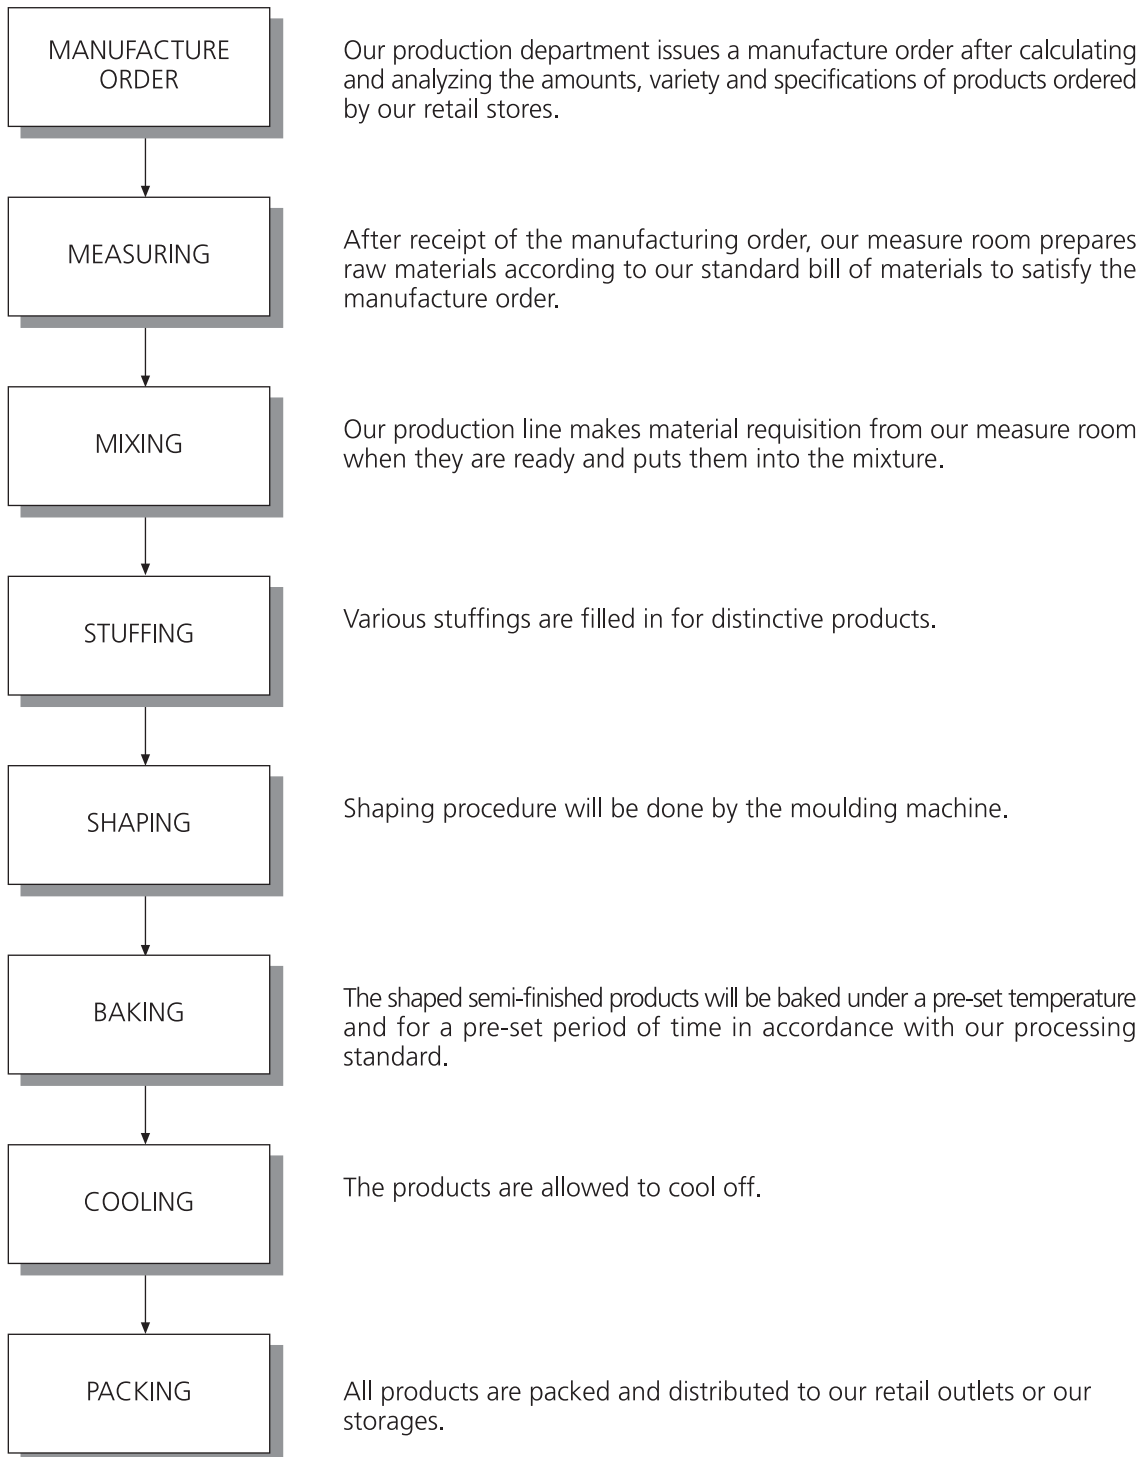 MANUFACTURE
ORDER
Our production department issues a manufacture order after calculating
and analyzing the amounts, variety and specifications of products ordered
by our retail stores.
MEASURING
After receipt of the manufacturing order, our measure room prepares
raw materials according to our standard bill of materials to satisfy the
manufacture order.
MIXING
Our production line makes material requisition from our measure room
when they are ready and puts them into the mixture.
STUFFING
Various stuffings are filled in for distinctive products.
SHAPING
Shaping procedure will be done by the moulding machine.
BAKING
The shaped semi-finished products will be baked under a pre-set temperature
and for a pre-set period of time in accordance with our processing
standard.
COOLING
The products are allowed to cool off.
PACKING
All products are packed and distributed to our retail outlets or our
storages.